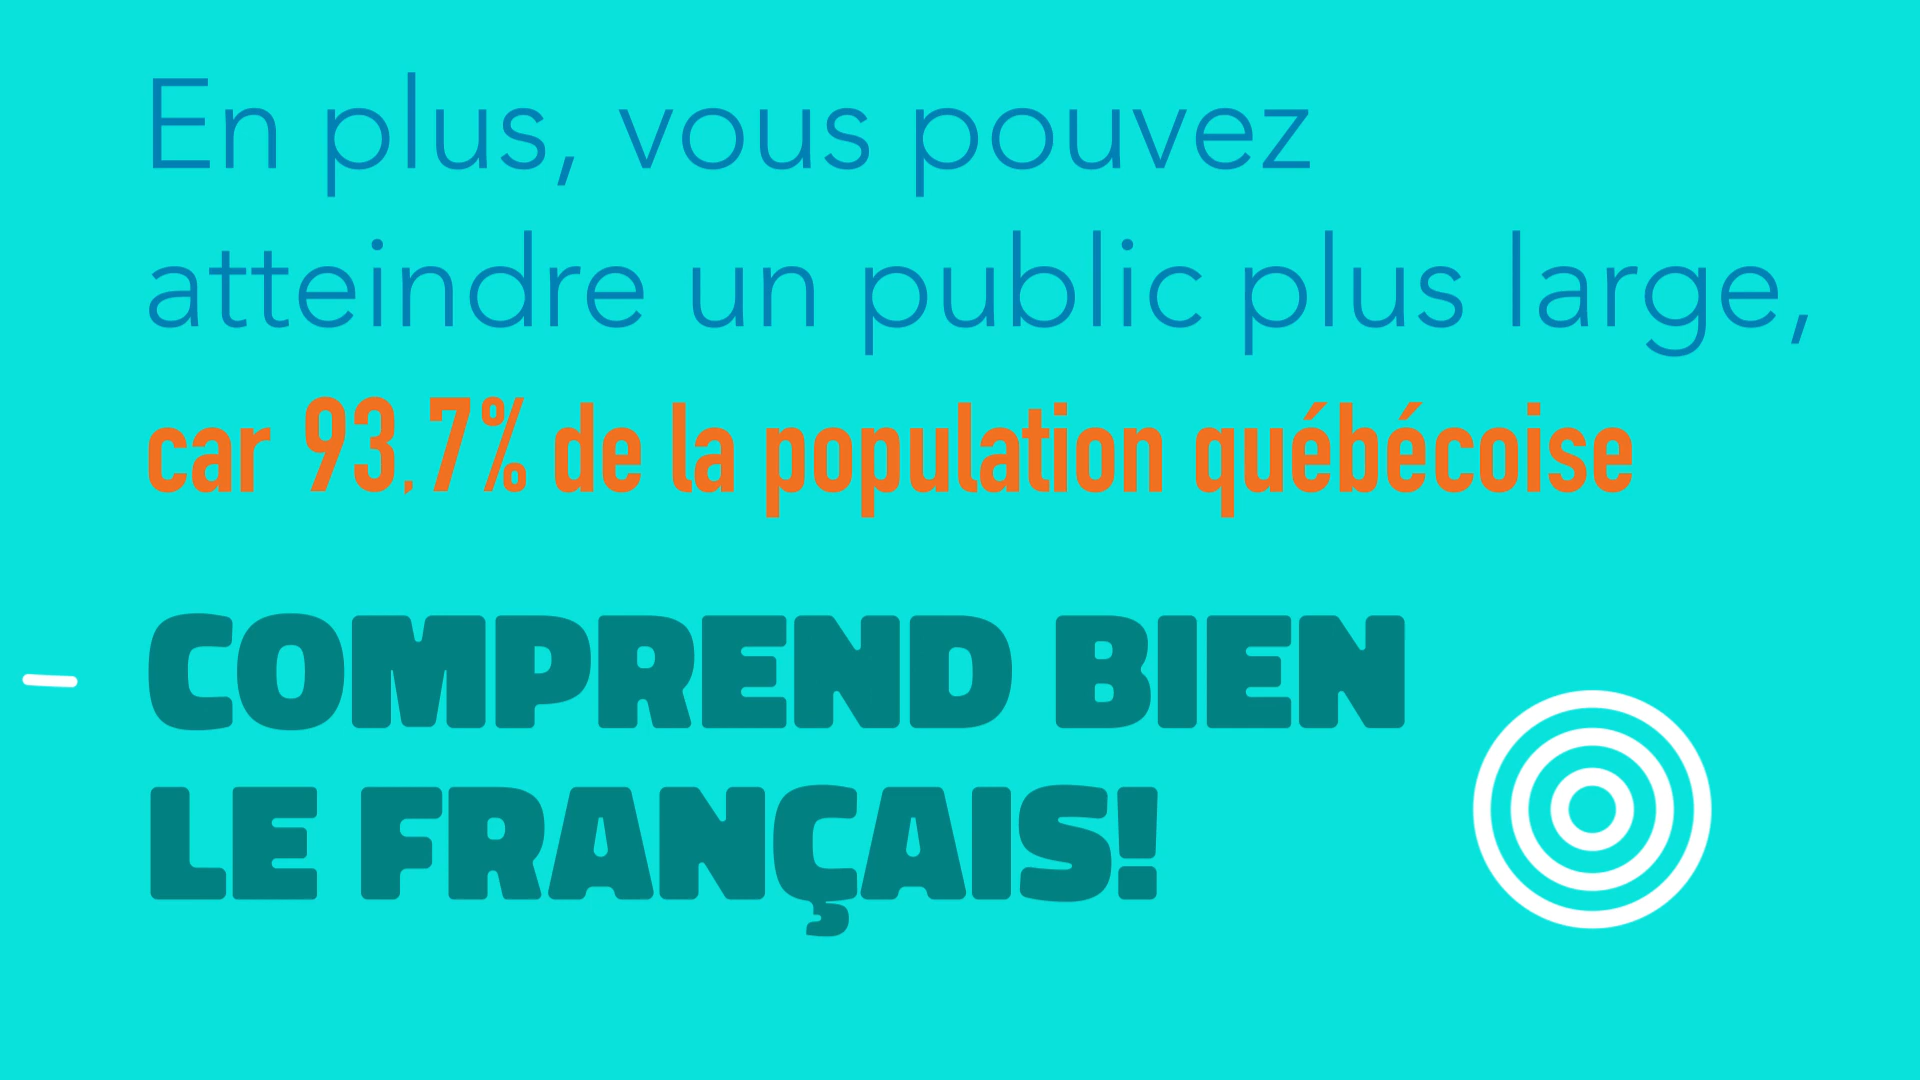 En plus, vous pouvez
atteindre un public plus large,
car 93,7% de la population québécoise
COMPREND BIEN
LE FRANÇAIS!